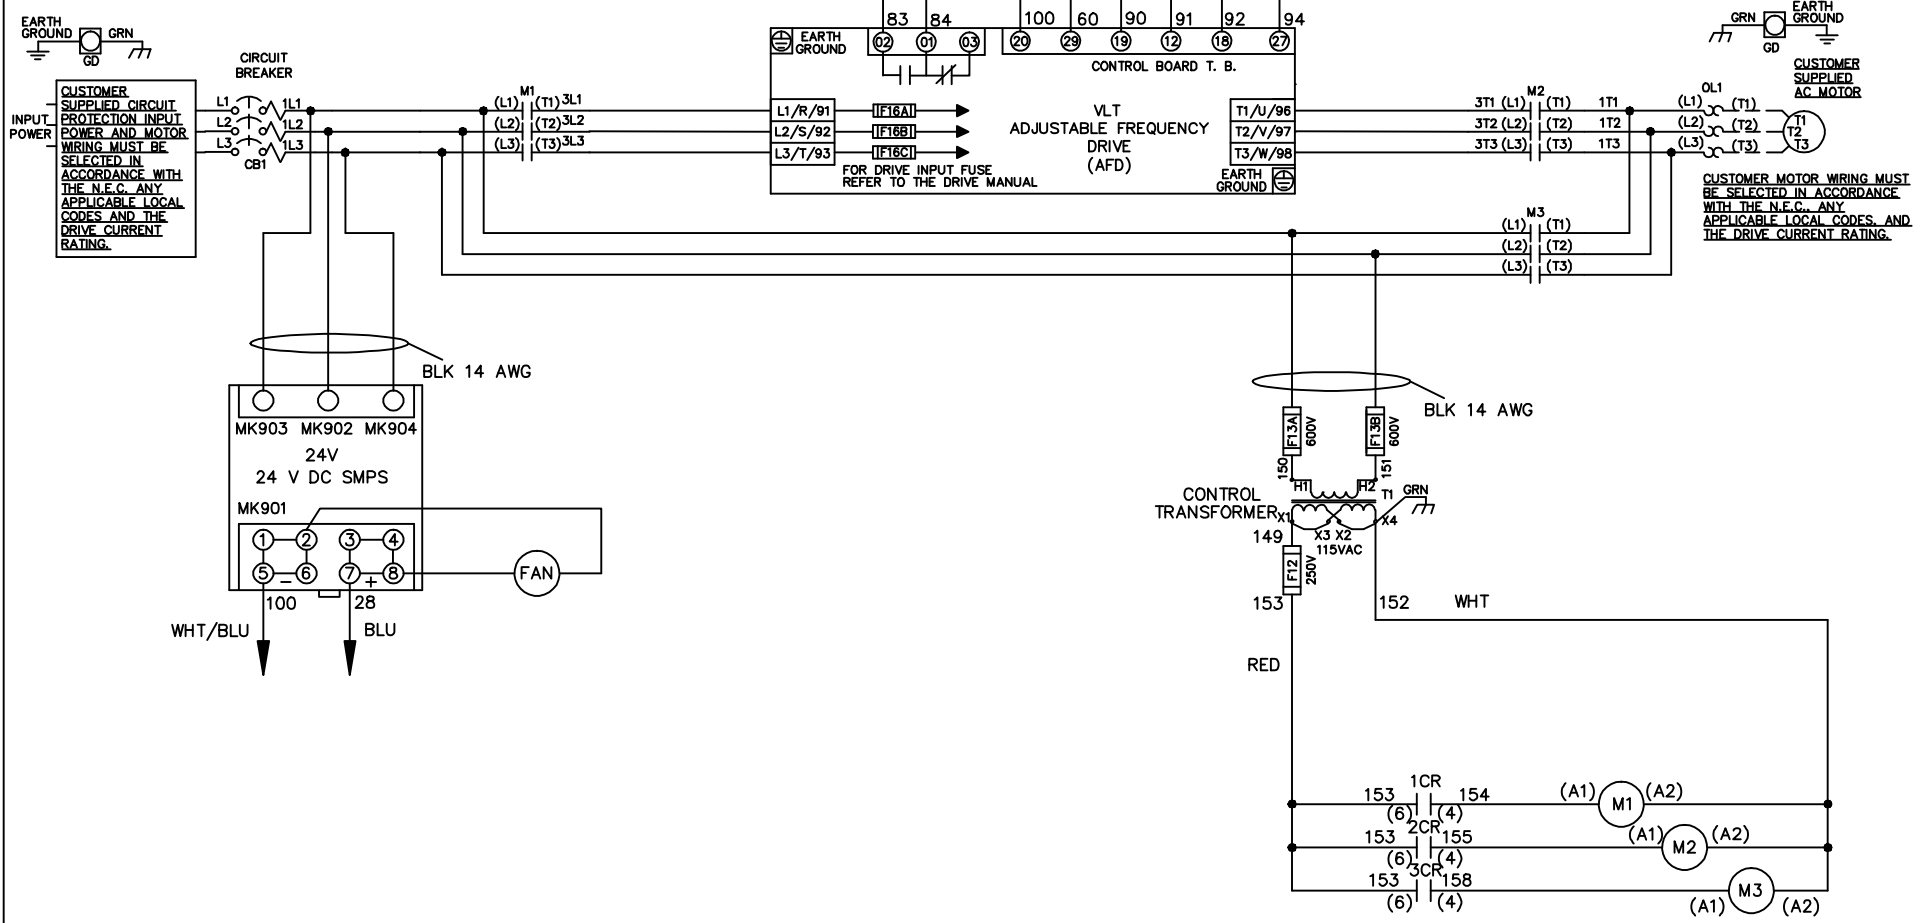 EARTH
GROUND
GRN
GD
83
84
100
60
90
91
92
94
EARTH
GROUND
02
01
03
20
29
19
12
18
27
CONTROL BOARD T. B.
GRN
EARTH
GROUND
GD
CIRCUIT
BREAKER
CUSTOMER
SUPPLIED CIRCUIT
PROTECTION INPUT
POWER AND MOTOR
WIRING MUST BE
SELECTED IN
ACCORDANCE WITH
THE N.E.C. ANY
APPLICABLE LOCAL
CODES AND THE
DRIVE CURRENT
RATING.
INPUT
POWER
L1
L2
L3
1L1
1L2
1L3
CB1
M1
(L1) (T1) 3L1
(L2) (T2) 3L2
(L3) (T3) 3L3
L1/R/91
L2/S/92
L3/T/93
F16A
F16B
F16C
FOR DRIVE INPUT FUSE
REFER TO THE DRIVE MANUAL
VLT
ADJUSTABLE FREQUENCY
DRIVE
(AFD)
T1/U/96
T2/V/97
T3/W/98
EARTH
GROUND
M2
3T1 (L1) (T1) 1T1
3T2 (L2) (T2) 1T2
3T3 (L3) (T3) 1T3
OL1
(L1) (T1)
(L2) (T2)
(L3) (T3)
CUSTOMER
SUPPLIED
AC MOTOR
T1
T2
T3
CUSTOMER MOTOR WIRING MUST
BE SELECTED IN ACCORDANCE
WITH THE N.E.C., ANY
APPLICABLE LOCAL CODES, AND
THE DRIVE CURRENT RATING.
M3
(L1) (T1)
(L2) (T2)
(L3) (T3)
BLK 14 AWG
MK903 MK902 MK904
24V
24 V DC SMPS
MK901
1
2
3
4
5
6
7
8
−
+
FAN
100
28
WHT/BLU
BLU
BLK 14 AWG
F13A
600V
F13B
600V
150
151
H1
H2
T1
GRN
CONTROL
TRANSFORMER
X1
X3 X2
X4
115VAC
149
F12
250V
153
152
WHT
RED
1CR
153
154
(6) (4)
(A1) M1 (A2)
2CR
153
155
(6) (4)
(A1) M2 (A2)
3CR
153
158
(6) (4)
(A1) M3 (A2)